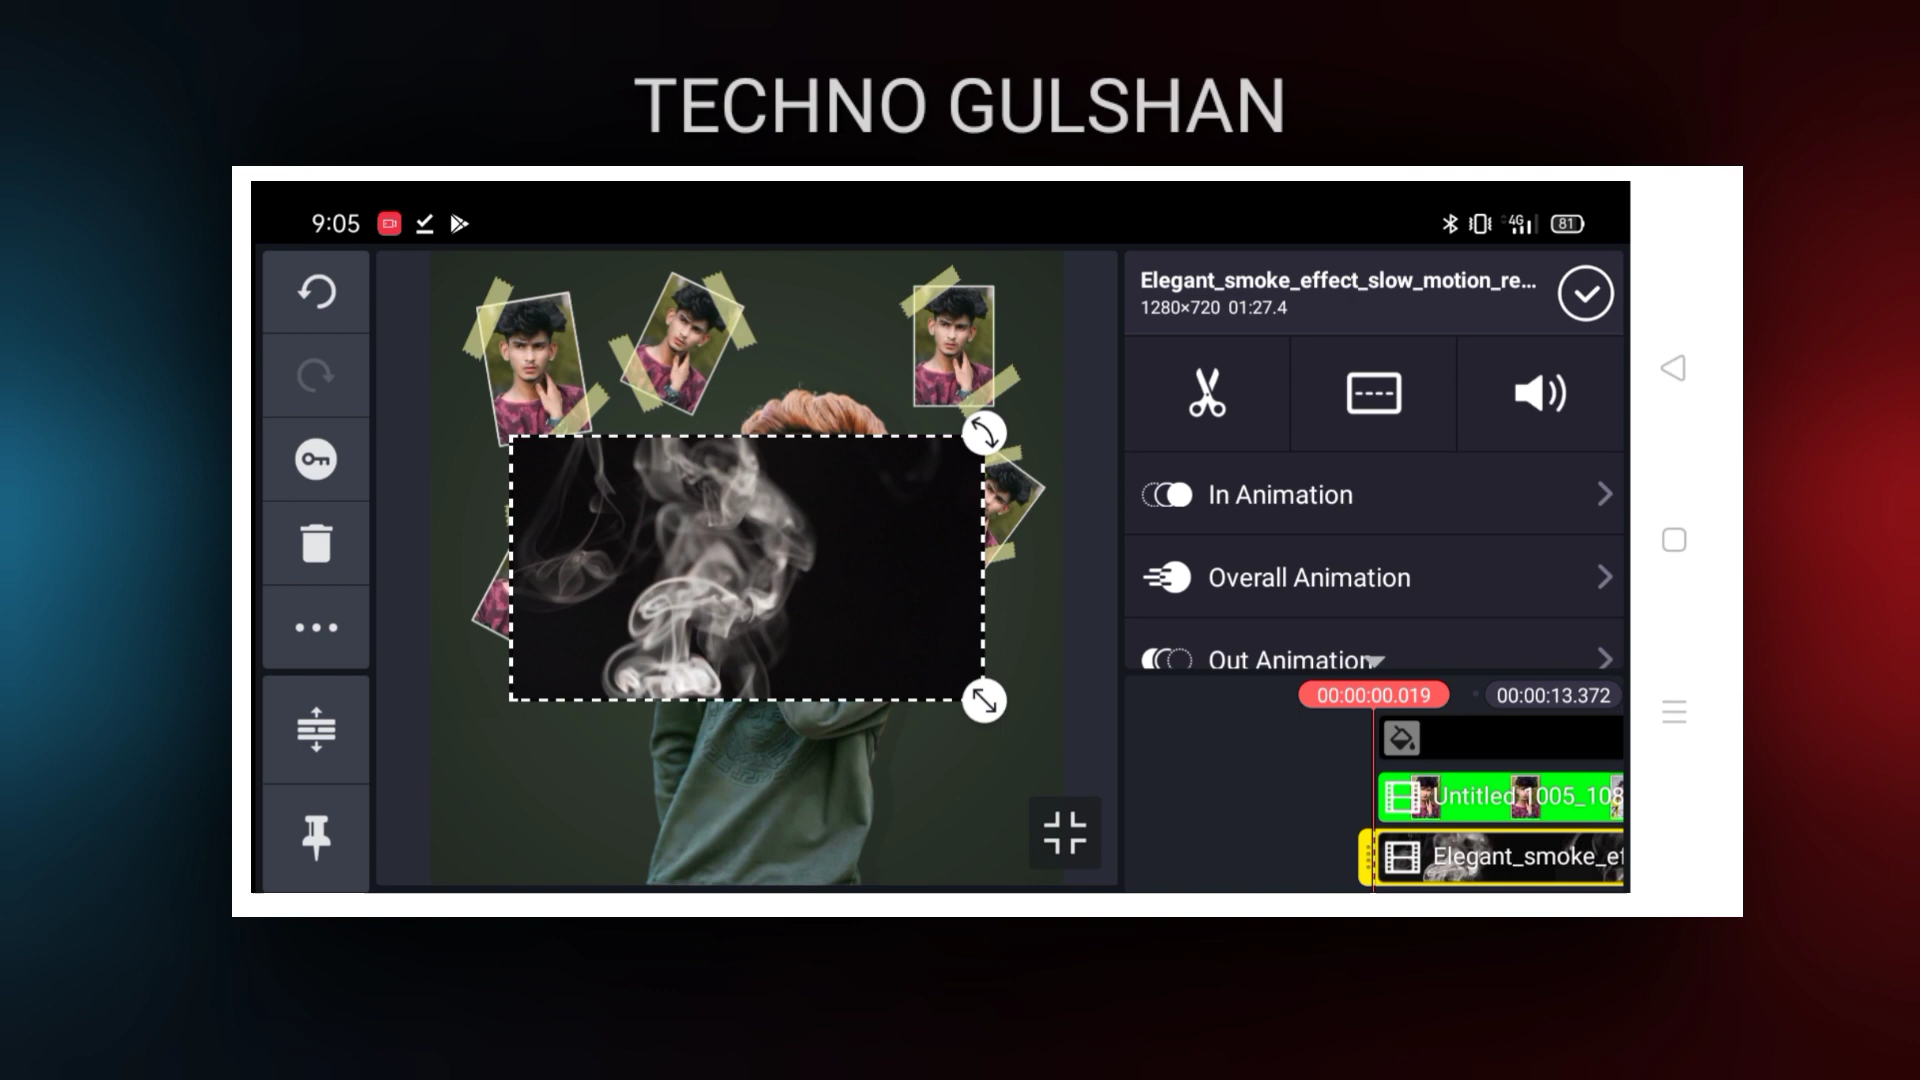 TECHNO GULSHAN
9:05
4G
81
Elegant_smoke_effect_slow_motion_re...
1280×720 01:27.4
In Animation
Overall Animation
Out Animation
00:00:00.019
00:00:13.372
Untitled 1005_108
Elegant_smoke_ef